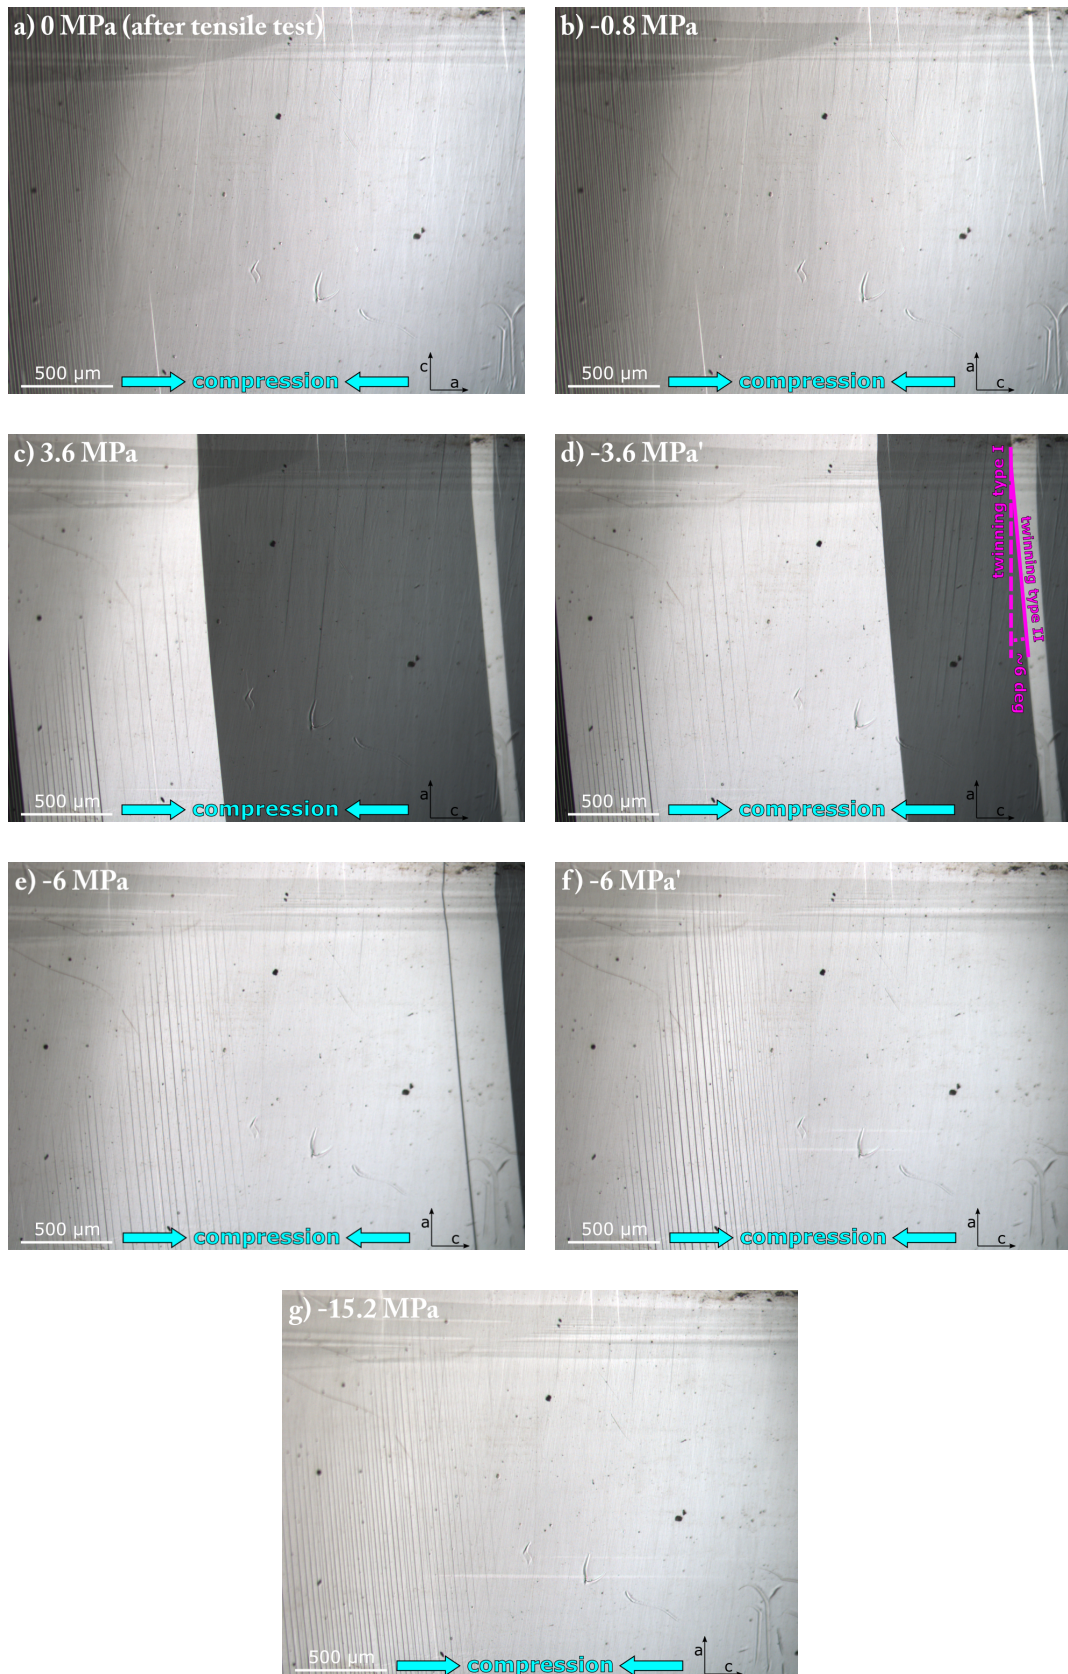 a) 0 MPa (after tensile test)
500 µm
compression
c
a
b) -0.8 MPa
500 µm
compression
a
c
c) 3.6 MPa
500 µm
compression
a
c
d) -3.6 MPa'
twinning type I
twinning type II
gap ~6 deg
500 µm
compression
a
c
e) -6 MPa
500 µm
compression
a
c
f) -6 MPa'
500 µm
compression
a
c
g) -15.2 MPa
500 µm
compression
a
c